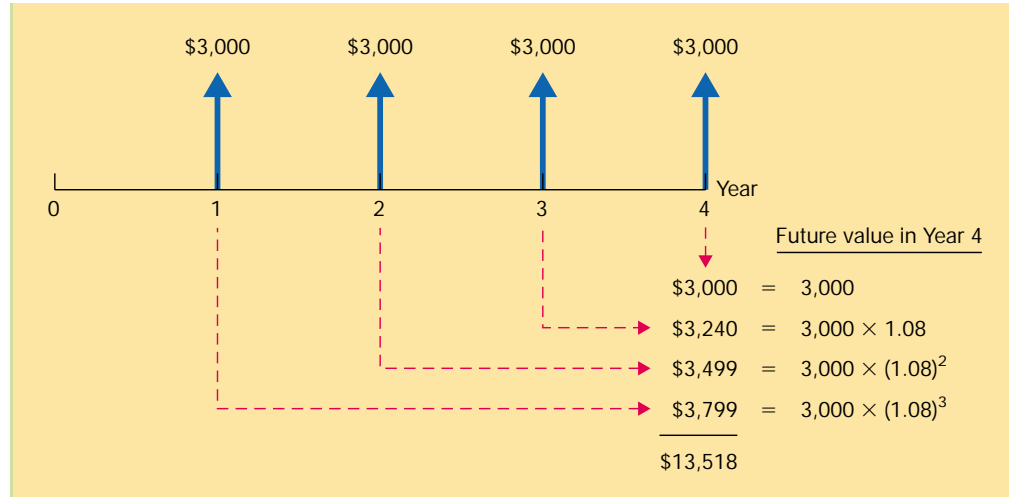 $3,000 $3,000 $3,000 $3,000
Year
0 1 2 3 4
Future value in Year 4
$3,000 = 3,000
$3,240 = 3,000 × 1.08
$3,499 = 3,000 × (1.08)²
$3,799 = 3,000 × (1.08)³
$13,518